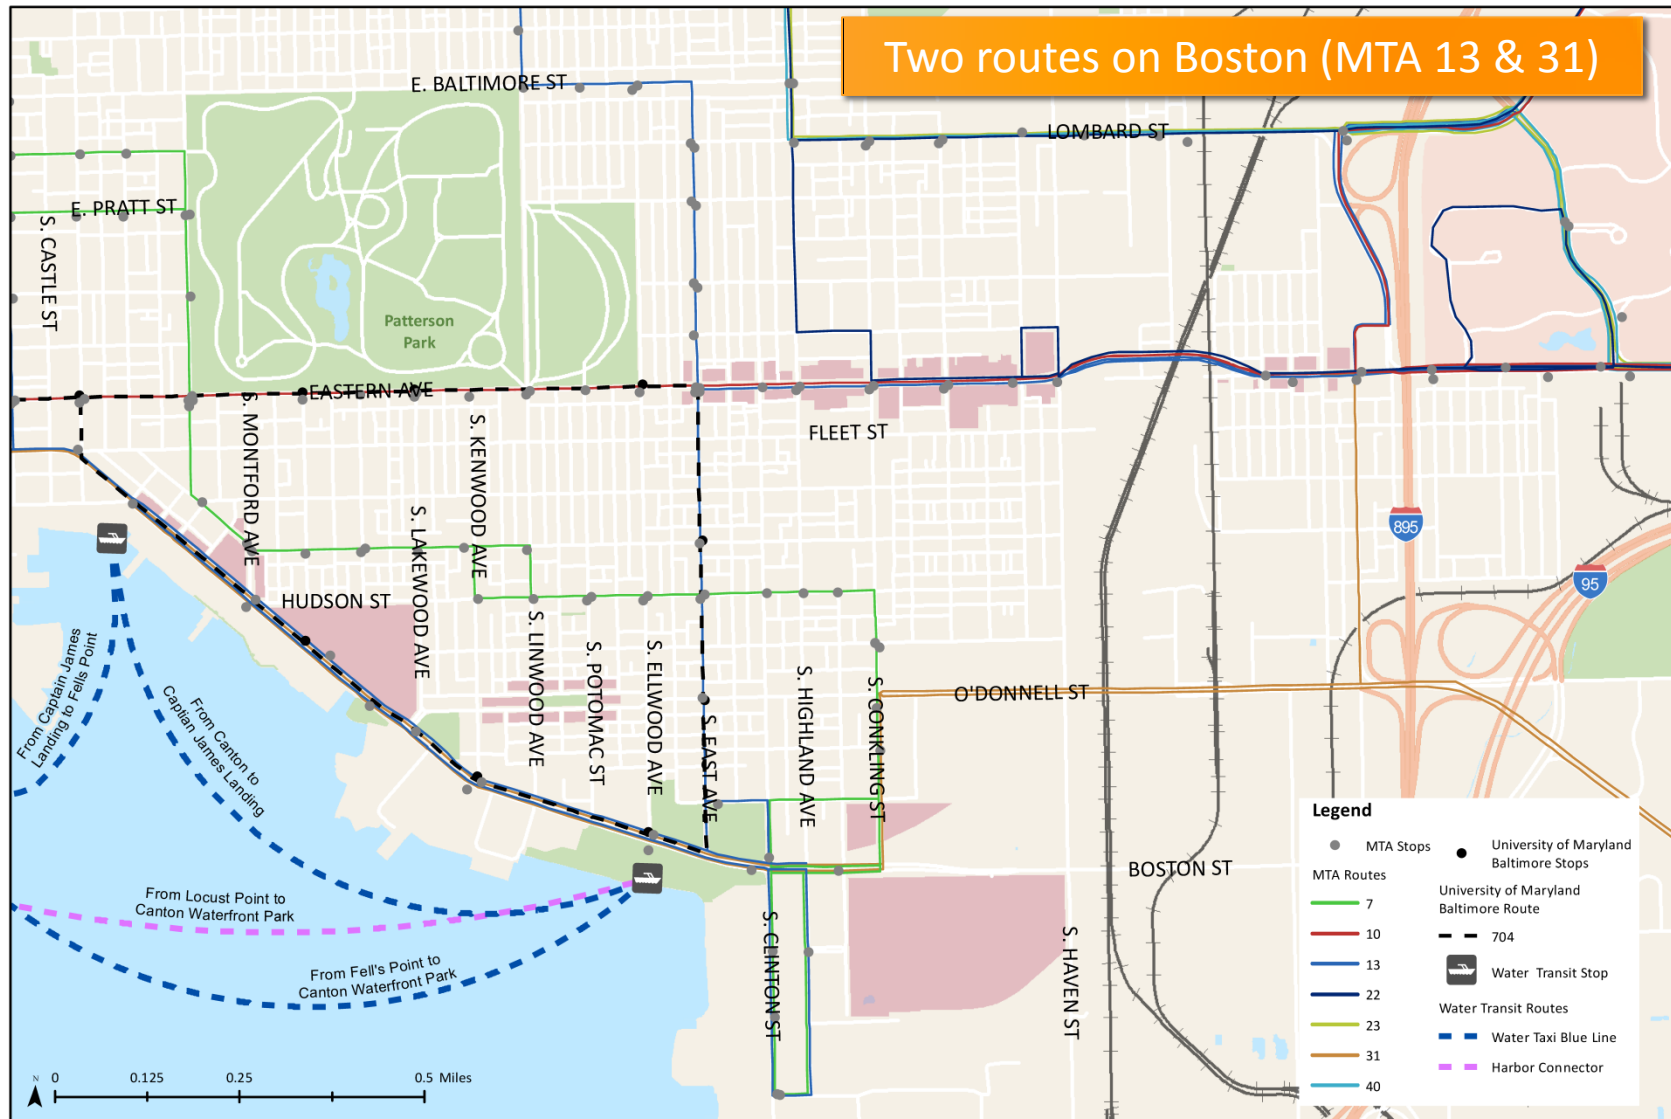 Two routes on Boston (MTA 13 & 31)
E. BALTIMORE ST
LOMBARD ST
E. PRATT ST
S. CASTLE ST
Patterson
Park
EASTERN AVE
S. MONTFORD AVE
S. KENWOOD AVE
FLEET ST
S. LAKEWOOD AVE
895
95
HUDSON ST
S. LINWOOD AVE
S. POTOMAC ST
S. ELLWOOD AVE
S. EAST AVE
S. HIGHLAND AVE
S. CONKLING ST
O'DONNELL ST
From Captain James
Landing to Fells Point
From Canton to
Captian James Landing
From Locust Point to
Canton Waterfront Park
From Fell's Point to
Canton Waterfront Park
S. CLINTON ST
S. HAVEN ST
BOSTON ST
Legend
MTA Stops
University of Maryland
Baltimore Stops
MTA Routes
7
10
13
22
23
31
40
University of Maryland
Baltimore Route
704
Water Transit Stop
Water Transit Routes
Water Taxi Blue Line
Harbor Connector
N
0 0.125 0.25 0.5 Miles